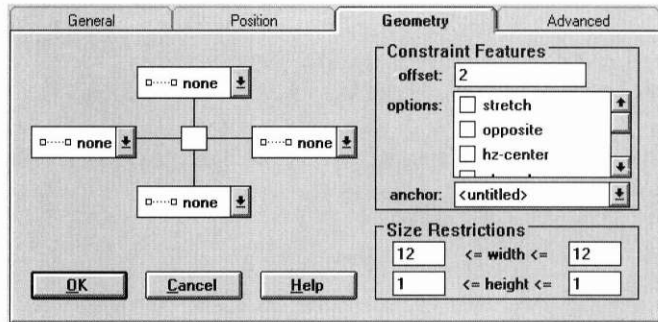 General Position Geometry Advanced
Constraint Features
offset: 2
options: stretch
opposite
hz-center
anchor: <untitled>
none
none none
none
Size Restrictions
12 <= width <= 12
1 <= height <= 1
OK Cancel Help